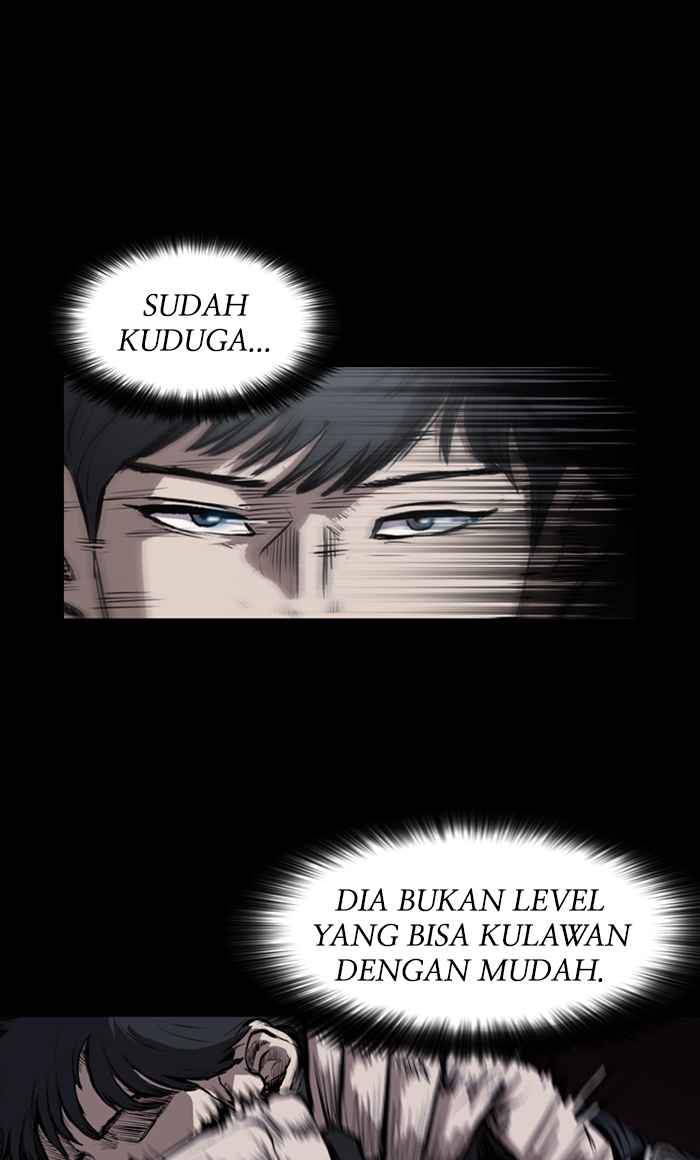 SUDAH
KUDUGA...
DIA BUKAN LEVEL
YANG BISA KULAWAN
DENGAN MUDAH.